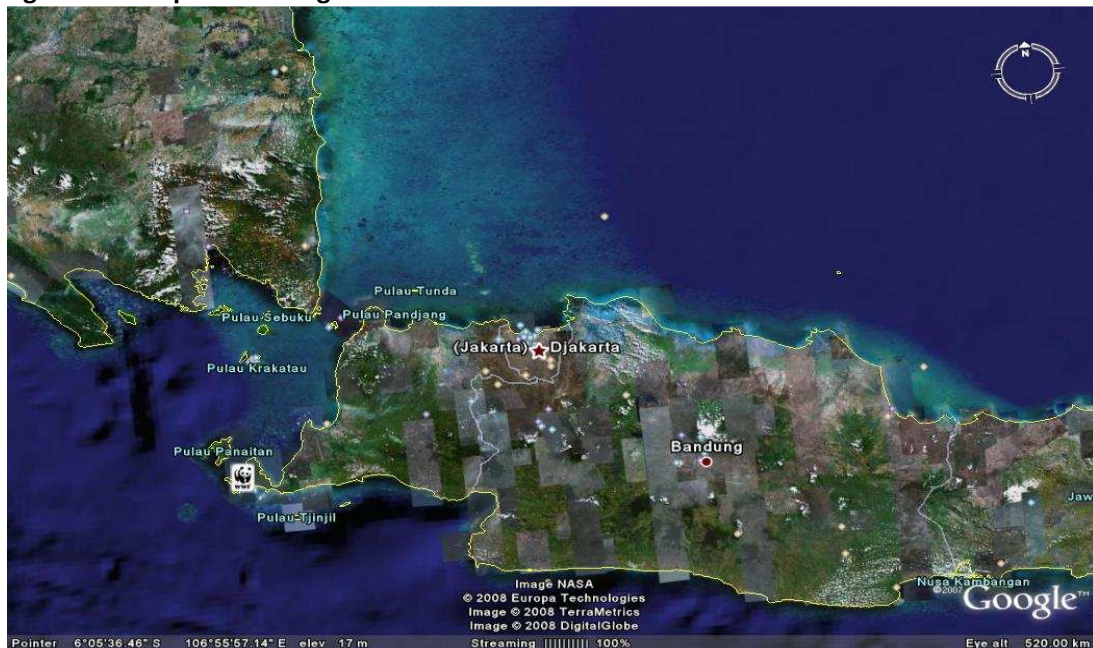 N
Pulau Tunda
Pulau Sebuku
Pulau Pandjang
(Jakarta) Djakarta
Pulau Krakatau
Bandung
Pulau Panaitan
WWF
Pulau Tjinjil
Jaw
Nusa Kambangan
Image NASA
© 2008 Europa Technologies
Image © 2008 TerraMetrics
Image © 2008 DigitalGlobe
©2007 Google™
Pointer 6°05'36.46" S 106°55'57.14" E elev 17 m Streaming |||||||||| 100% Eye alt 520.00 km